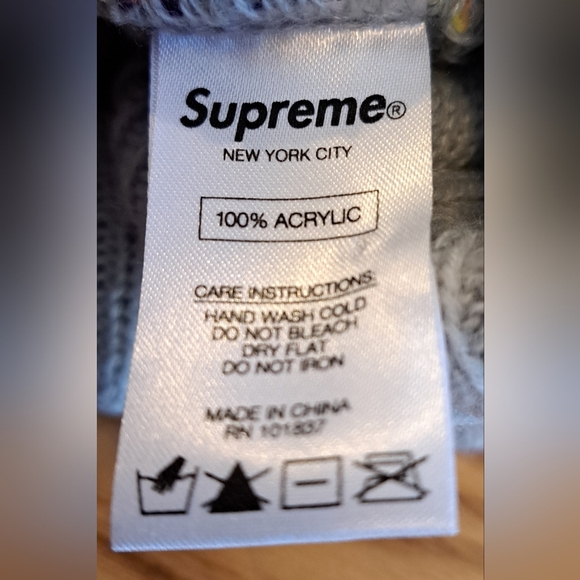 Supreme®
NEW YORK CITY
100% ACRYLIC
CARE INSTRUCTIONS:
HAND WASH COLD
DO NOT BLEACH
DRY FLAT
DO NOT IRON
MADE IN CHINA
RN 101837